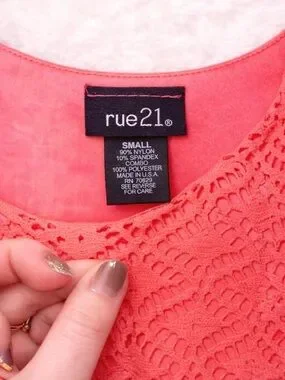 rue21®
SMALL
90% NYLON
10% SPANDEX
COMBO
100% POLYESTER
MADE IN U.S.A.
RN 70829
SEE REVERSE
FOR CARE